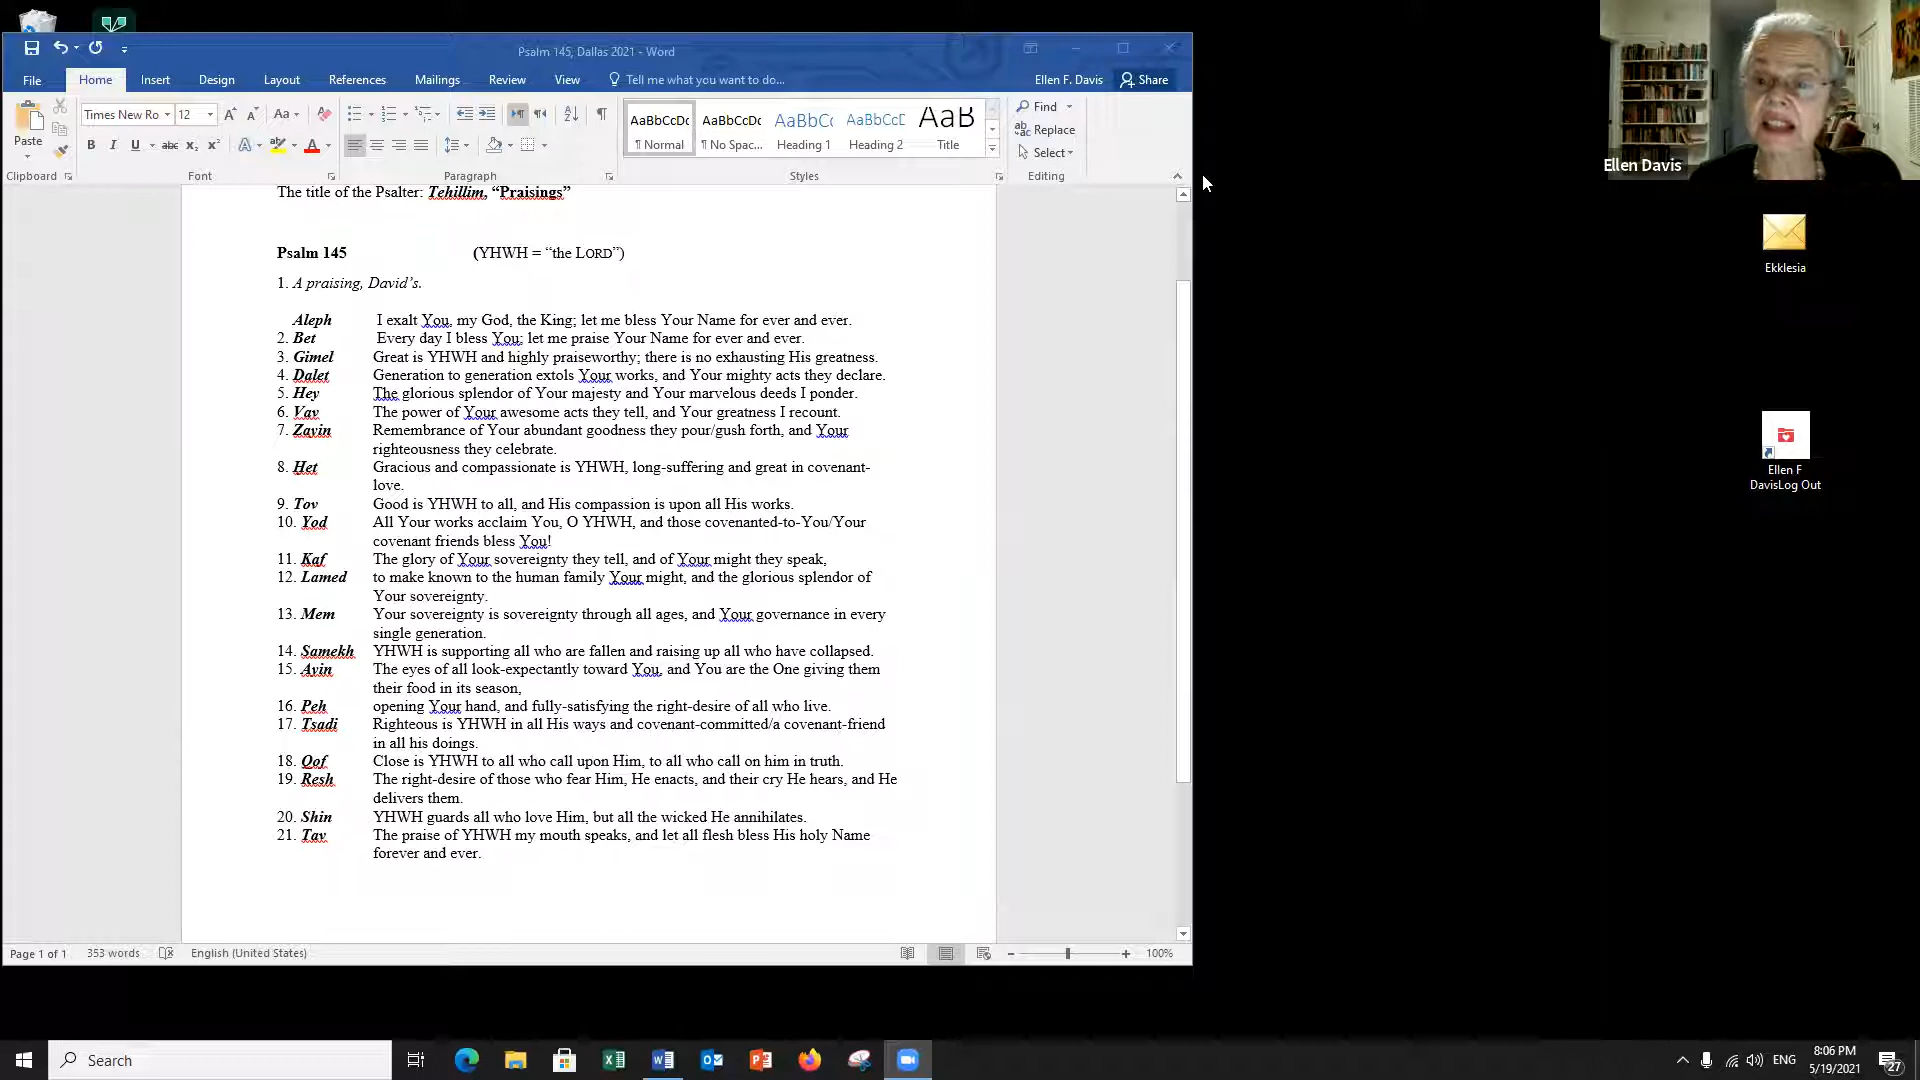 Psalm 145, Dallas 2021 - Word
File Home Insert Design Layout References Mailings Review View Tell me what you want to do... Ellen F. Davis Share
Times New Ro 12 Aa AaBbCcDc AaBbCcDc AaBbCc AaBbCcD AaB Find
Replace
Paste B I U abc x₂ x² A A ¶ Normal ¶ No Spac... Heading 1 Heading 2 Title Select
Clipboard Font Paragraph Styles Editing
The title of the Psalter: Tehillim, “Praisings”
Psalm 145 (YHWH = “the LORD”)
1. A praising, David’s.
Aleph I exalt You, my God, the King; let me bless Your Name for ever and ever.
2. Bet Every day I bless You; let me praise Your Name for ever and ever.
3. Gimel Great is YHWH and highly praiseworthy; there is no exhausting His greatness.
4. Dalet Generation to generation extols Your works, and Your mighty acts they declare.
5. Hey The glorious splendor of Your majesty and Your marvelous deeds I ponder.
6. Vav The power of Your awesome acts they tell, and Your greatness I recount.
7. Zayin Remembrance of Your abundant goodness they pour/gush forth, and Your
righteousness they celebrate.
8. Het Gracious and compassionate is YHWH, long-suffering and great in covenant-
love.
9. Tov Good is YHWH to all, and His compassion is upon all His works.
10. Yod All Your works acclaim You, O YHWH, and those covenanted-to-You/Your
covenant friends bless You!
11. Kaf The glory of Your sovereignty they tell, and of Your might they speak,
12. Lamed to make known to the human family Your might, and the glorious splendor of
Your sovereignty.
13. Mem Your sovereignty is sovereignty through all ages, and Your governance in every
single generation.
14. Samekh YHWH is supporting all who are fallen and raising up all who have collapsed.
15. Ayin The eyes of all look-expectantly toward You, and You are the One giving them
their food in its season,
16. Peh opening Your hand, and fully-satisfying the right-desire of all who live.
17. Tsadi Righteous is YHWH in all His ways and covenant-committed/a covenant-friend
in all his doings.
18. Qof Close is YHWH to all who call upon Him, to all who call on him in truth.
19. Resh The right-desire of those who fear Him, He enacts, and their cry He hears, and He
delivers them.
20. Shin YHWH guards all who love Him, but all the wicked He annihilates.
21. Tav The praise of YHWH my mouth speaks, and let all flesh bless His holy Name
forever and ever.
Page 1 of 1 353 words English (United States) 100%
Ellen Davis
Ekklesia
Ellen F
DavisLog Out
Search
ENG
8:06 PM
5/19/2021
27